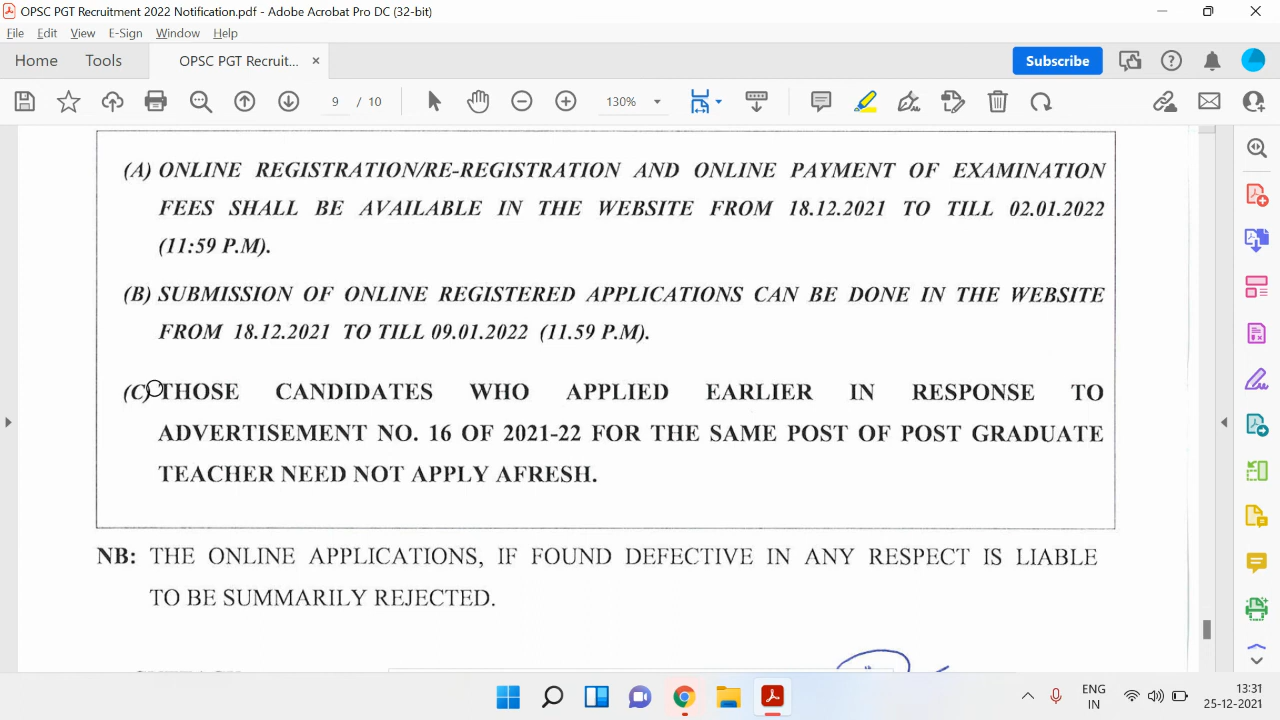 OPSC PGT Recruitment 2022 Notification.pdf - Adobe Acrobat Pro DC (32-bit)
File Edit View E-Sign Window Help
Home Tools OPSC PGT Recruit... × Subscribe
9 / 10 130%
(A) ONLINE REGISTRATION/RE-REGISTRATION AND ONLINE PAYMENT OF EXAMINATION
FEES SHALL BE AVAILABLE IN THE WEBSITE FROM 18.12.2021 TO TILL 02.01.2022
(11:59 P.M).
(B) SUBMISSION OF ONLINE REGISTERED APPLICATIONS CAN BE DONE IN THE WEBSITE
FROM 18.12.2021 TO TILL 09.01.2022 (11.59 P.M).
(C) THOSE CANDIDATES WHO APPLIED EARLIER IN RESPONSE TO
ADVERTISEMENT NO. 16 OF 2021-22 FOR THE SAME POST OF POST GRADUATE
TEACHER NEED NOT APPLY AFRESH.
NB: THE ONLINE APPLICATIONS, IF FOUND DEFECTIVE IN ANY RESPECT IS LIABLE
TO BE SUMMARILY REJECTED.
ENG 13:31
IN 25-12-2021